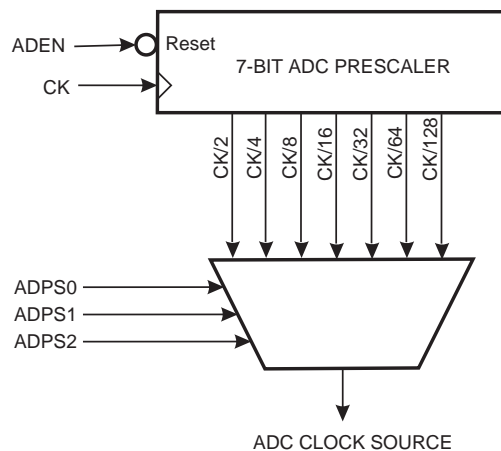 ADEN
Reset
7-BIT ADC PRESCALER
CK
CK/2
CK/4
CK/8
CK/16
CK/32
CK/64
CK/128
ADPS0
ADPS1
ADPS2
ADC CLOCK SOURCE